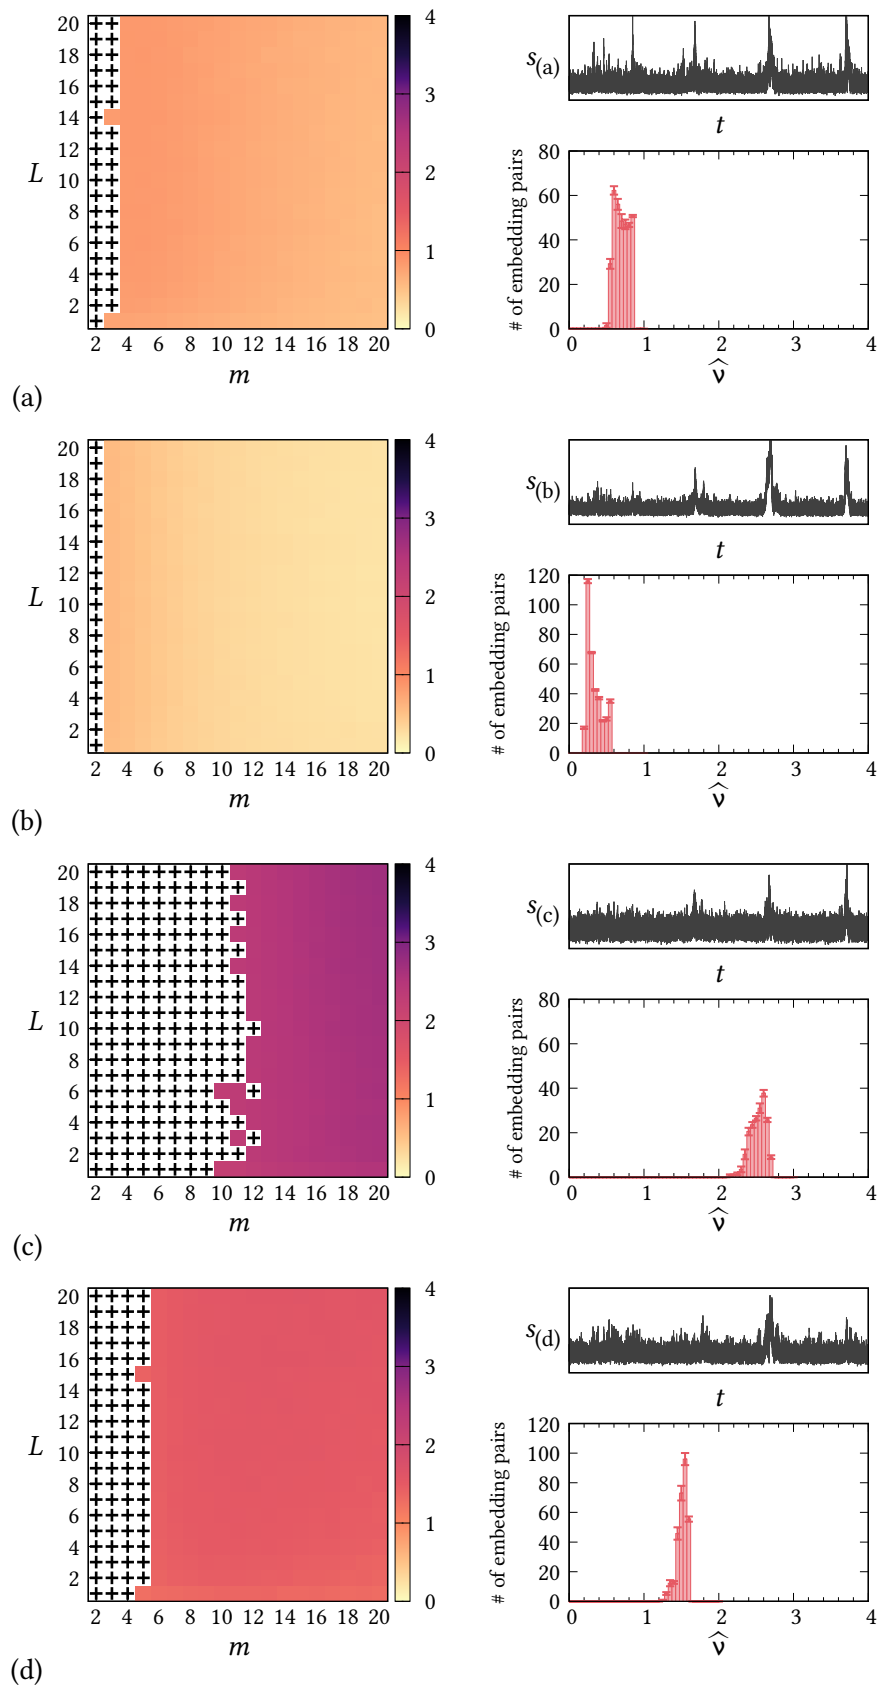 20 18 16 14 12 10 8 6 4 2
L
2 4 6 8 10 12 14 16 18 20
m
4 3 2 1 0
s(a)
t
# of embedding pairs
80 60 40 20 0
0 1 2 3 4
ν̂
(a)
20 18 16 14 12 10 8 6 4 2
L
2 4 6 8 10 12 14 16 18 20
m
4 3 2 1 0
s(b)
t
# of embedding pairs
120 100 80 60 40 20 0
0 1 2 3 4
ν̂
(b)
20 18 16 14 12 10 8 6 4 2
L
2 4 6 8 10 12 14 16 18 20
m
4 3 2 1 0
s(c)
t
# of embedding pairs
80 60 40 20 0
0 1 2 3 4
ν̂
(c)
20 18 16 14 12 10 8 6 4 2
L
2 4 6 8 10 12 14 16 18 20
m
4 3 2 1 0
s(d)
t
# of embedding pairs
120 100 80 60 40 20 0
0 1 2 3 4
ν̂
(d)